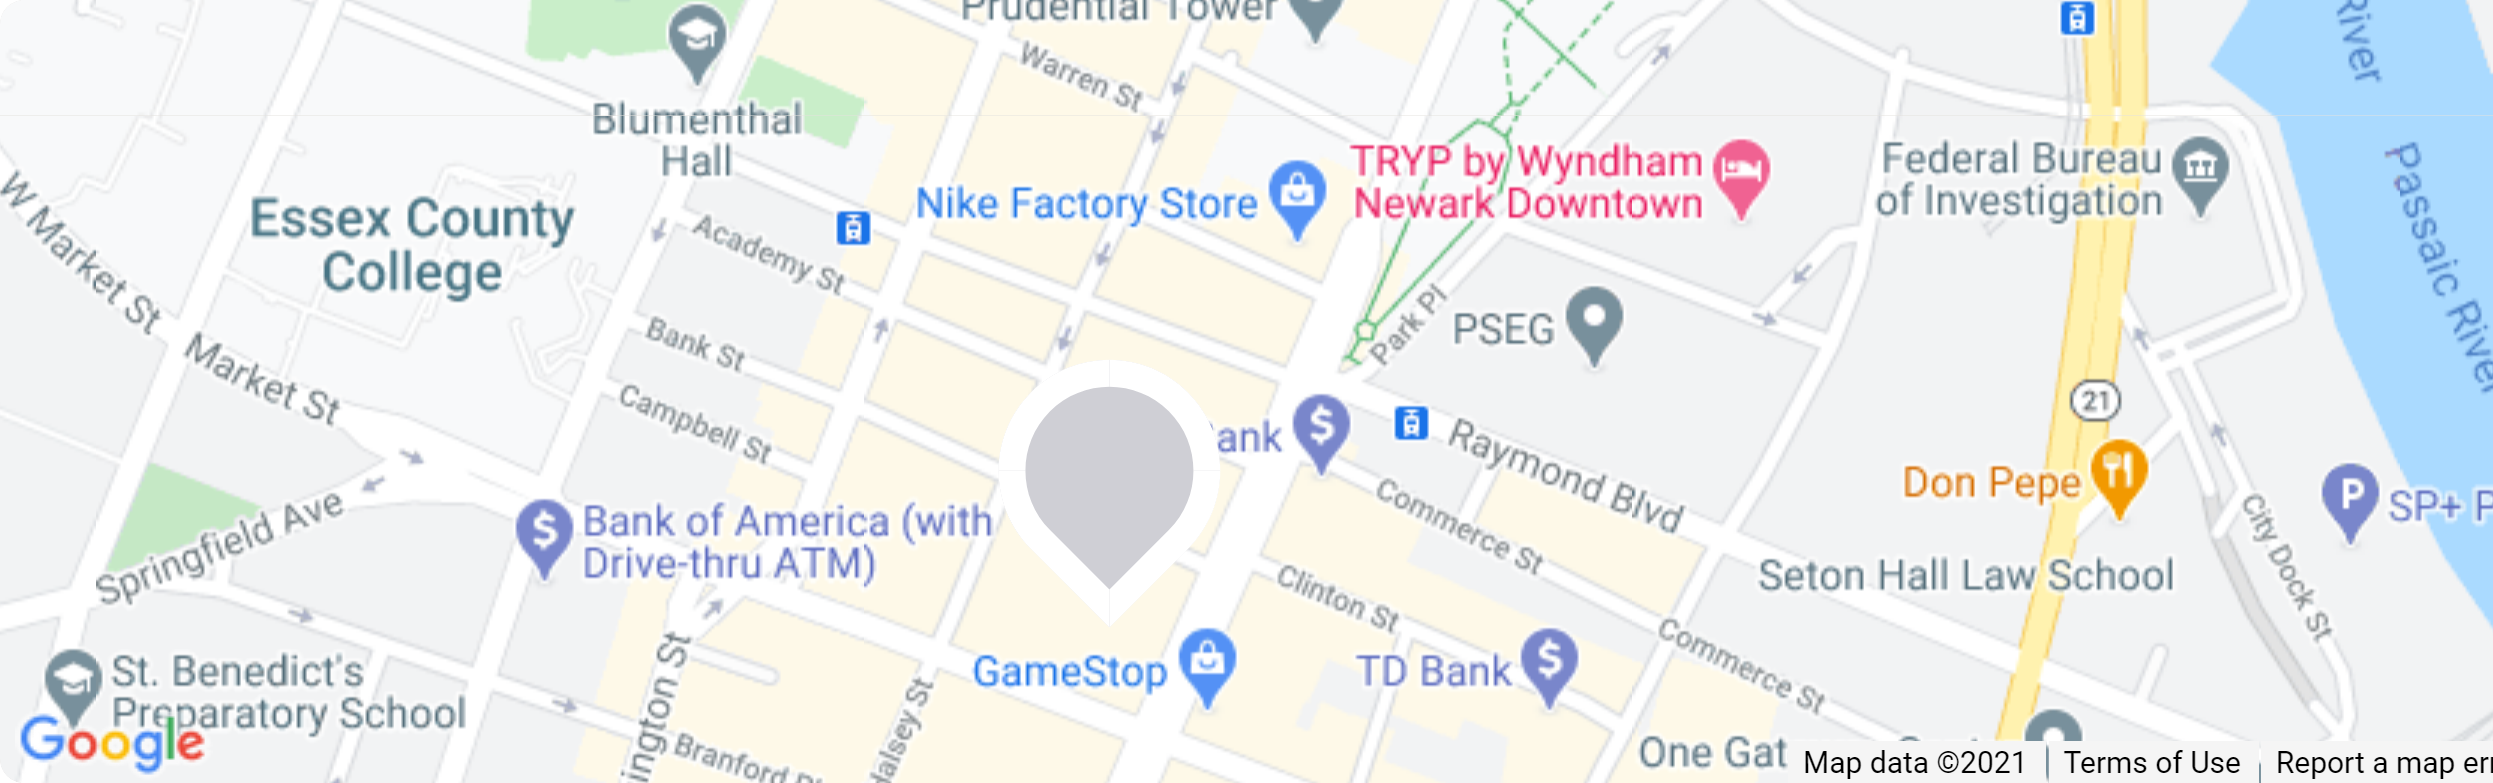 Prudential Tower
River
Warren St
Blumenthal
Hall
TRYP by Wyndham
Newark Downtown
Federal Bureau
of Investigation
Nike Factory Store
Passaic River
W Market St
Essex County
College
Academy St
Park Pl
PSEG
Bank St
Market St
Campbell St
21
ank
Raymond Blvd
Don Pepe
Commerce St
SP+ P
Springfield Ave
Bank of America (with
Drive-thru ATM)
City Dock St
Clinton St
Seton Hall Law School
Commerce St
St. Benedict's
Preparatory School
ington St
GameStop
TD Bank
alsey St
Branford Pl
One Gat
Google
Map data ©2021
Terms of Use
Report a map err